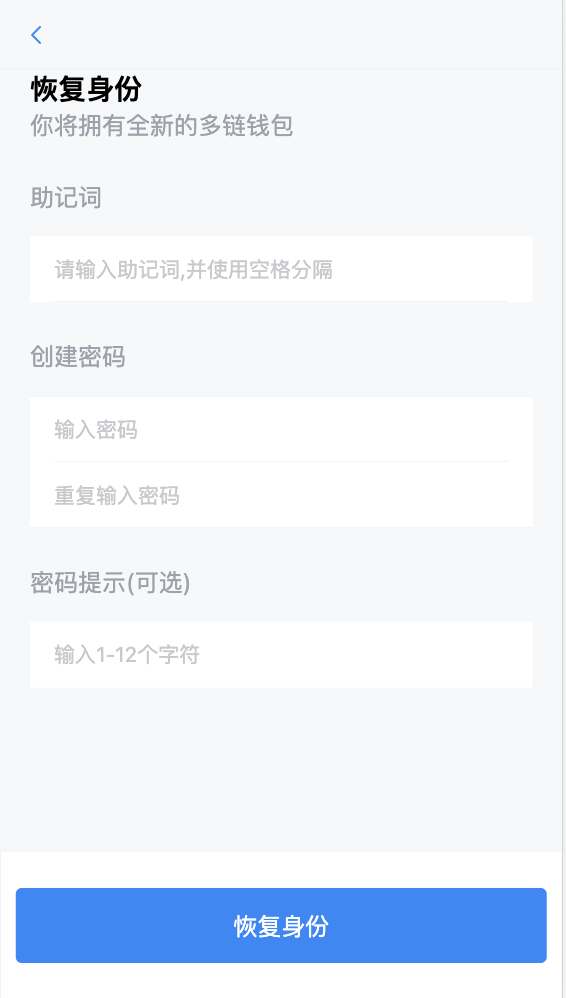 恢复身份
你将拥有全新的多链钱包
助记词
请输入助记词,并使用空格分隔
创建密码
输入密码
重复输入密码
密码提示(可选)
输入1-12个字符
恢复身份